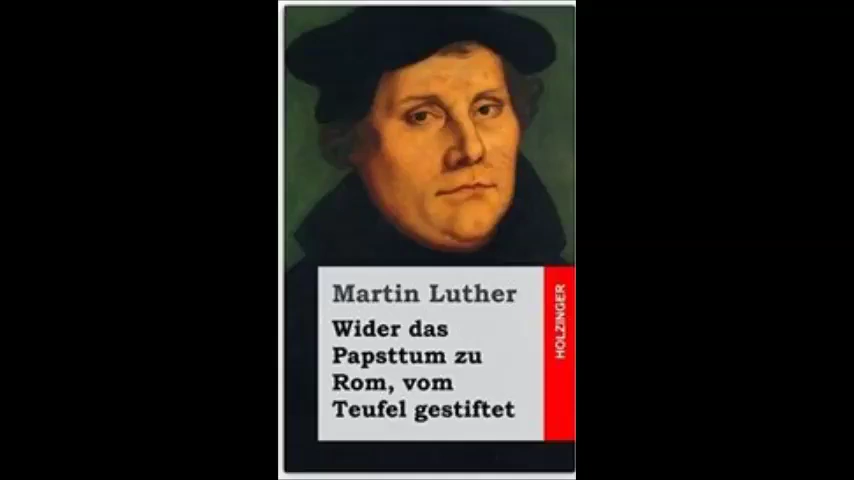 Martin Luther
Wider das
Papsttum zu
Rom, vom
Teufel gestiftet
HOLZINGER